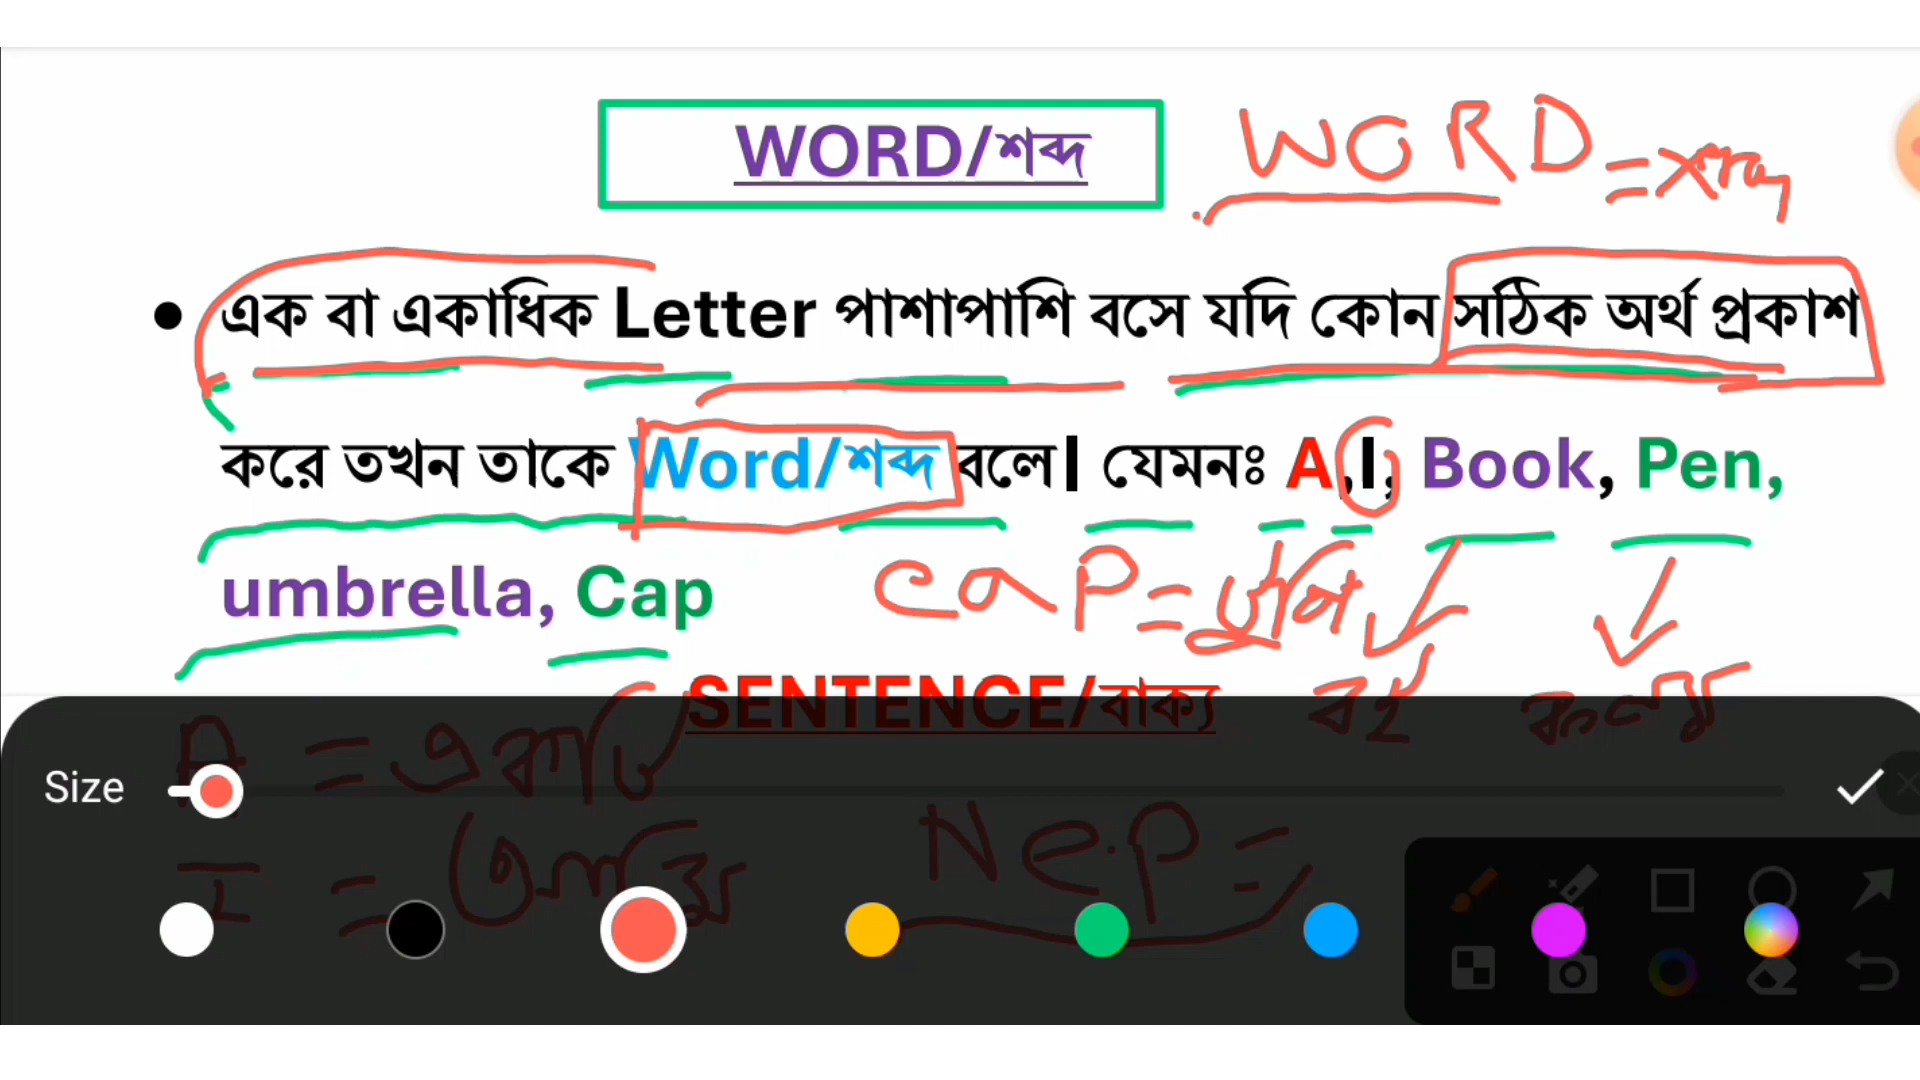 WORD/শব্দ
WORD =
এক বা একাধিক Letter পাশাপাশি বসে যদি কোন সঠিক অর্থ প্রকাশ
করে তখন তাকে Word/শব্দ বলে। যেমনঃ A ,I, Book, Pen,
umbrella, Cap
caP = টুপি
SENTENCE/বাক্য
বই কলম
A = একটি
I = আমি
NeP =
Size